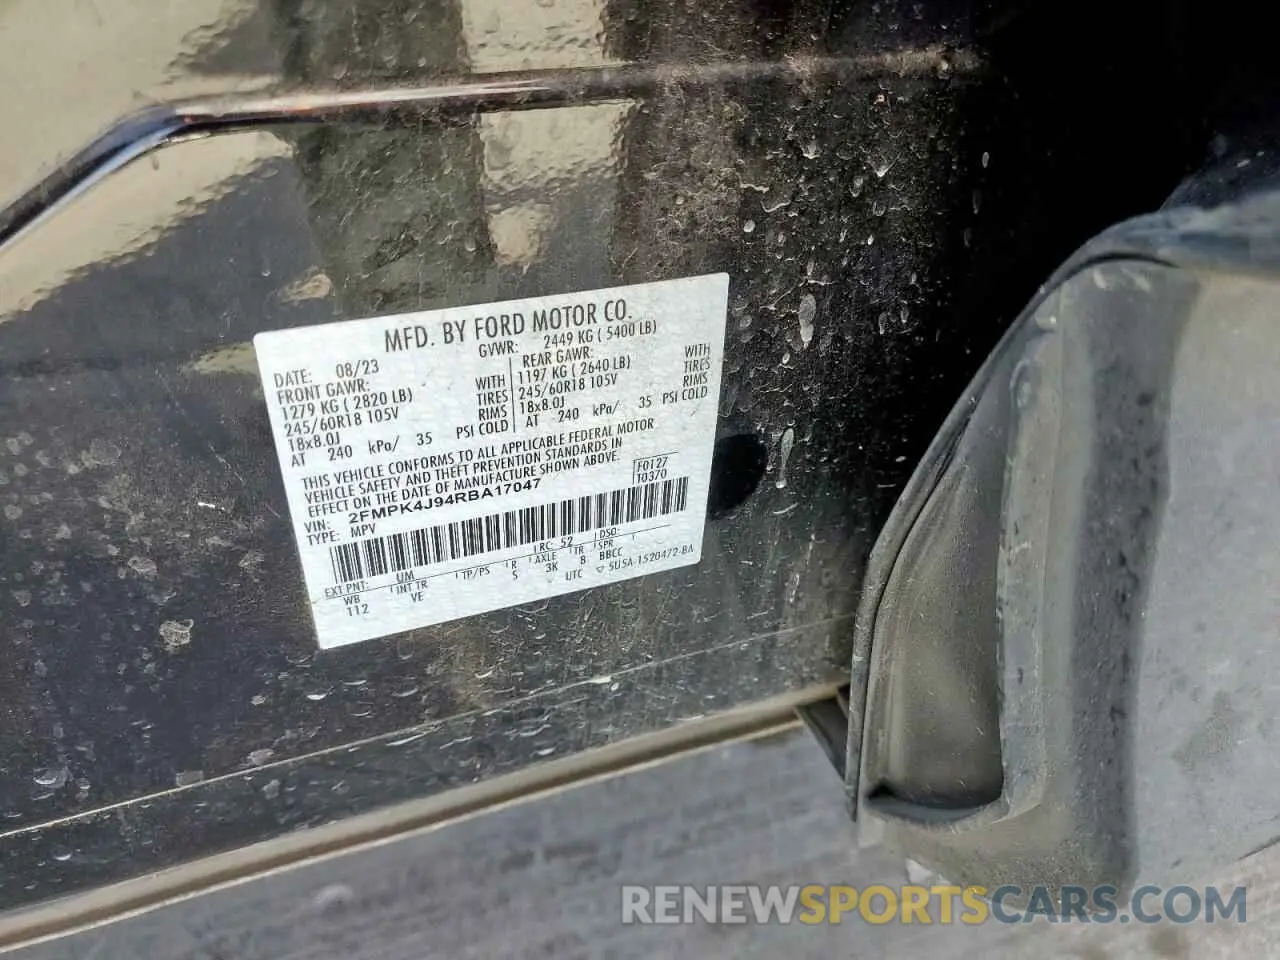 MFD. BY FORD MOTOR CO.
DATE: 08/23
GVWR: 2449 KG ( 5400 LB)
FRONT GAWR:
1279 KG ( 2820 LB) WITH
245/60R18 105V TIRES
18x8.0J RIMS
AT 240 kPa/ 35 PSI COLD
REAR GAWR:
1197 KG ( 2640 LB) WITH
245/60R18 105V TIRES
18x8.0J RIMS
AT 240 kPa/ 35 PSI COLD
THIS VEHICLE CONFORMS TO ALL APPLICABLE FEDERAL MOTOR
VEHICLE SAFETY AND THEFT PREVENTION STANDARDS IN
EFFECT ON THE DATE OF MANUFACTURE SHOWN ABOVE.
VIN: 2FMPK4J94RBA17047
TYPE: MPV
F0127
10370
EXT PNT: UM RC: 52 DSO:
WB INT TR TP/PS R AXLE TR SPR
112 VE S 3K B BBCC
UTC 5U5A-1520472-BA
RENEWSPORTSCARS.COM